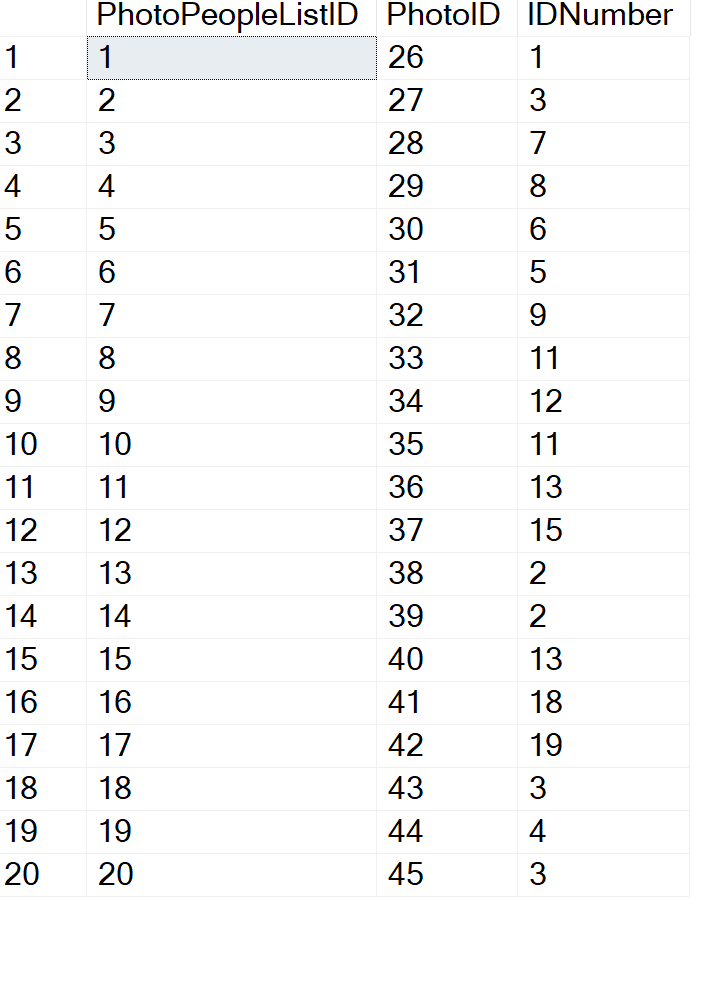 PhotoPeopleListID PhotoID IDNumber
1 1 26 1
2 2 27 3
3 3 28 7
4 4 29 8
5 5 30 6
6 6 31 5
7 7 32 9
8 8 33 11
9 9 34 12
10 10 35 11
11 11 36 13
12 12 37 15
13 13 38 2
14 14 39 2
15 15 40 13
16 16 41 18
17 17 42 19
18 18 43 3
19 19 44 4
20 20 45 3